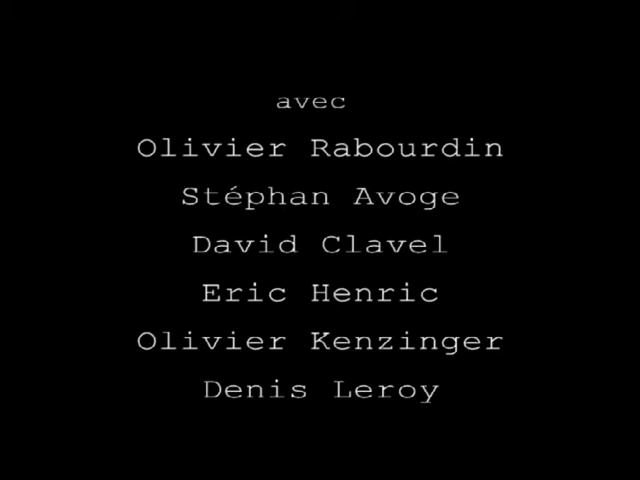 avec
Olivier Rabourdin
Stéphan Avoge
David Clavel
Eric Henric
Olivier Kenzinger
Denis Leroy